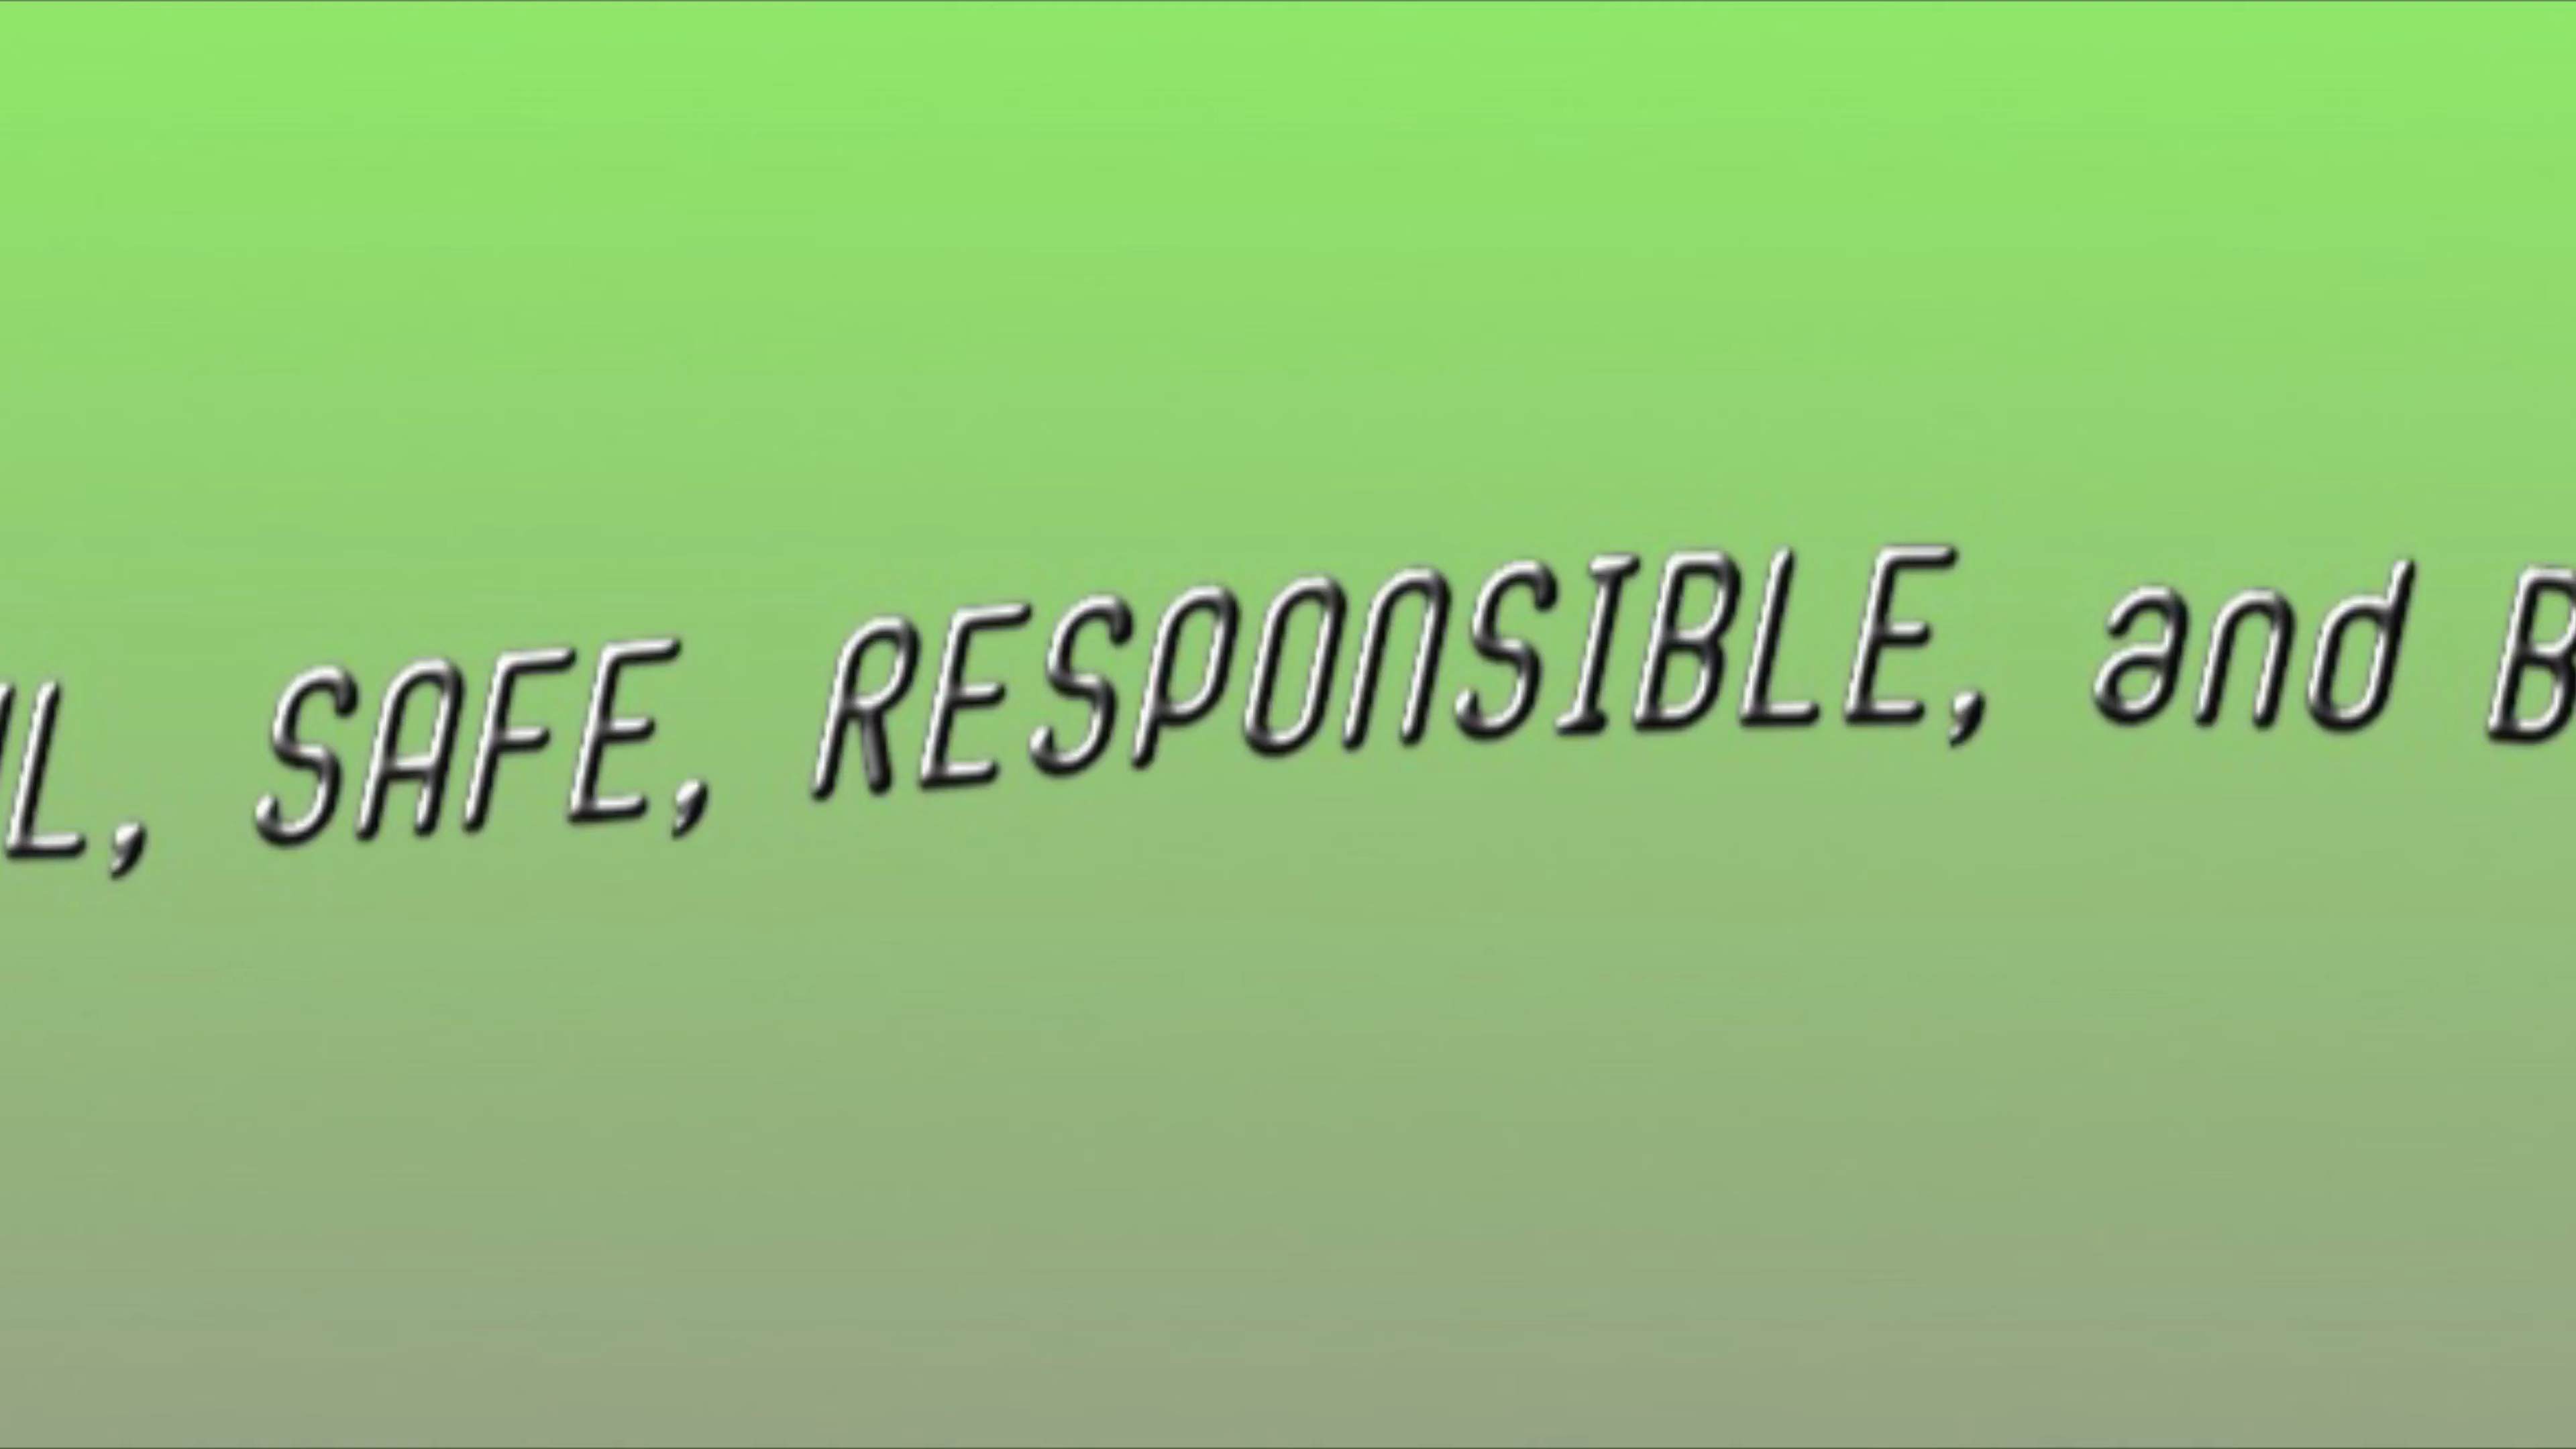 L, SAFE, RESPONSIBLE, and B